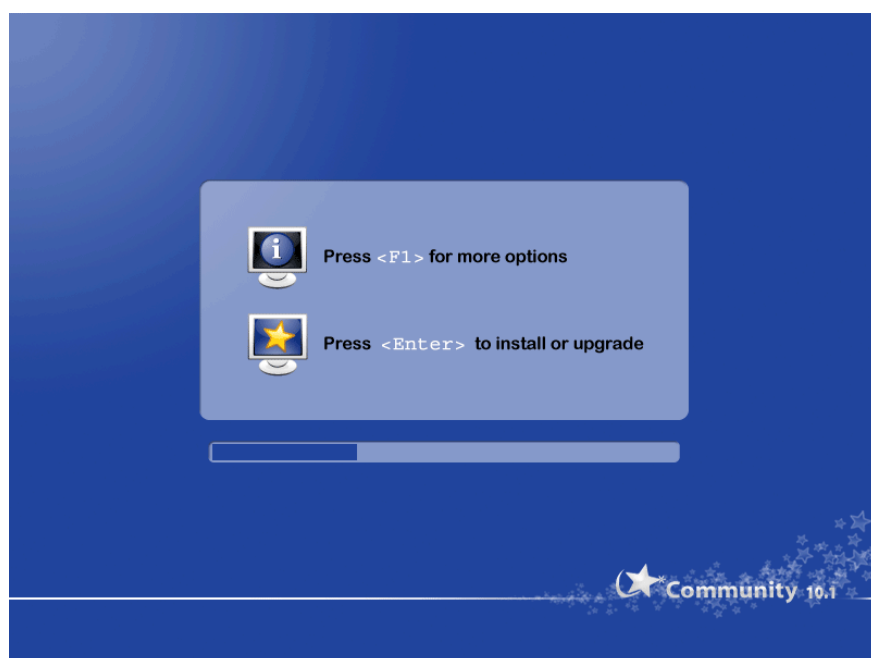 Press <F1> for more options
Press <Enter> to install or upgrade
Community 10.1